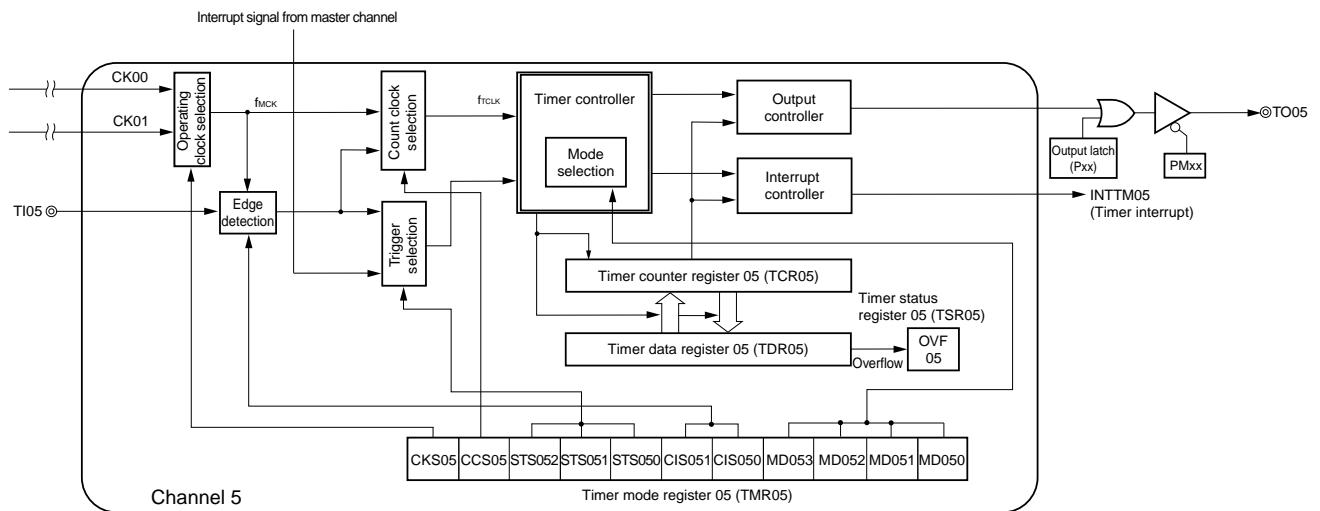 Interrupt signal from master channel
CK00
CK01
Operating
clock selection
fMCK
Count clock
selection
fTCLK
Timer controller
Mode
selection
Output
controller
Output latch
(Pxx)
PMxx
TO05
Interrupt
controller
INTTM05
(Timer interrupt)
TI05
Edge
detection
Trigger
selection
Timer counter register 05 (TCR05)
Timer status
register 05 (TSR05)
Timer data register 05 (TDR05)
Overflow
OVF
05
CKS05 CCS05 STS052 STS051 STS050 CIS051 CIS050 MD053 MD052 MD051 MD050
Timer mode register 05 (TMR05)
Channel 5